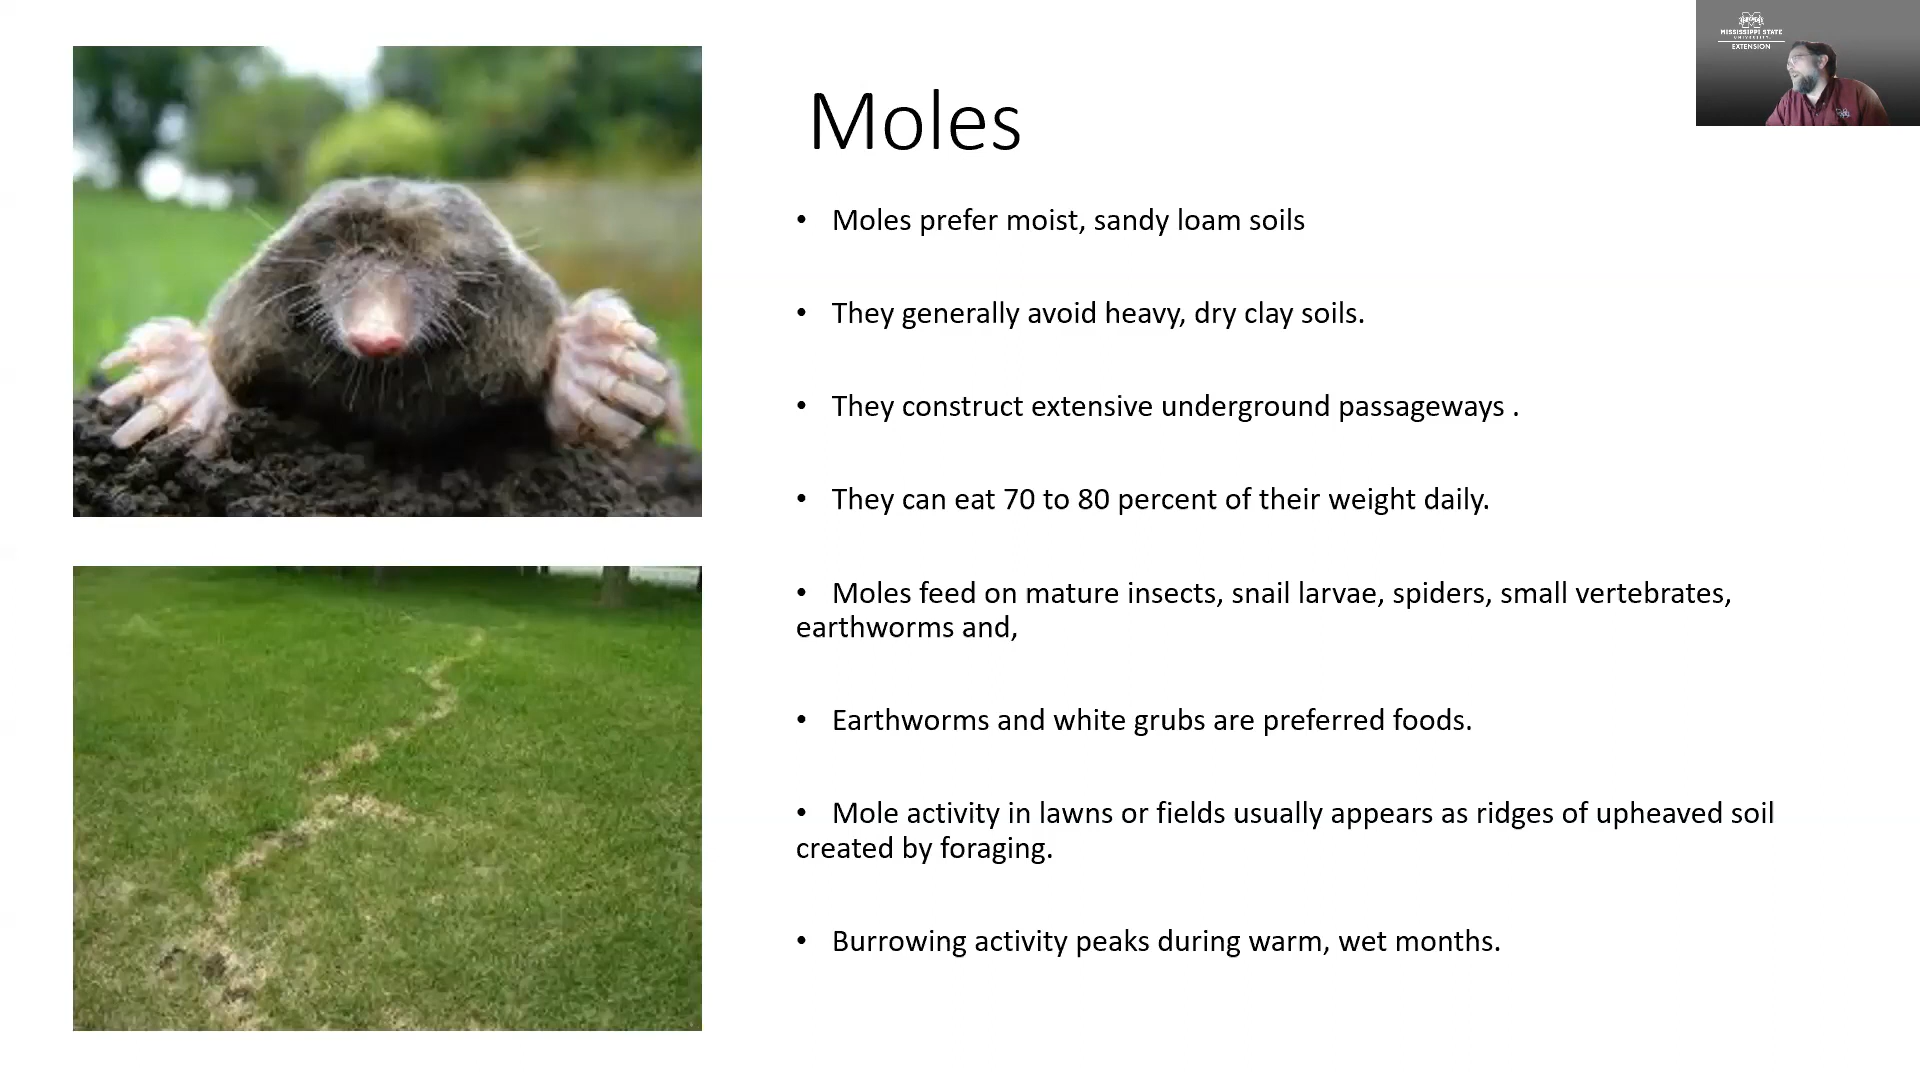 MISSISSIPPI STATE
UNIVERSITY
EXTENSION
Moles
• Moles prefer moist, sandy loam soils
• They generally avoid heavy, dry clay soils.
• They construct extensive underground passageways .
• They can eat 70 to 80 percent of their weight daily.
• Moles feed on mature insects, snail larvae, spiders, small vertebrates,
earthworms and,
• Earthworms and white grubs are preferred foods.
• Mole activity in lawns or fields usually appears as ridges of upheaved soil
created by foraging.
• Burrowing activity peaks during warm, wet months.